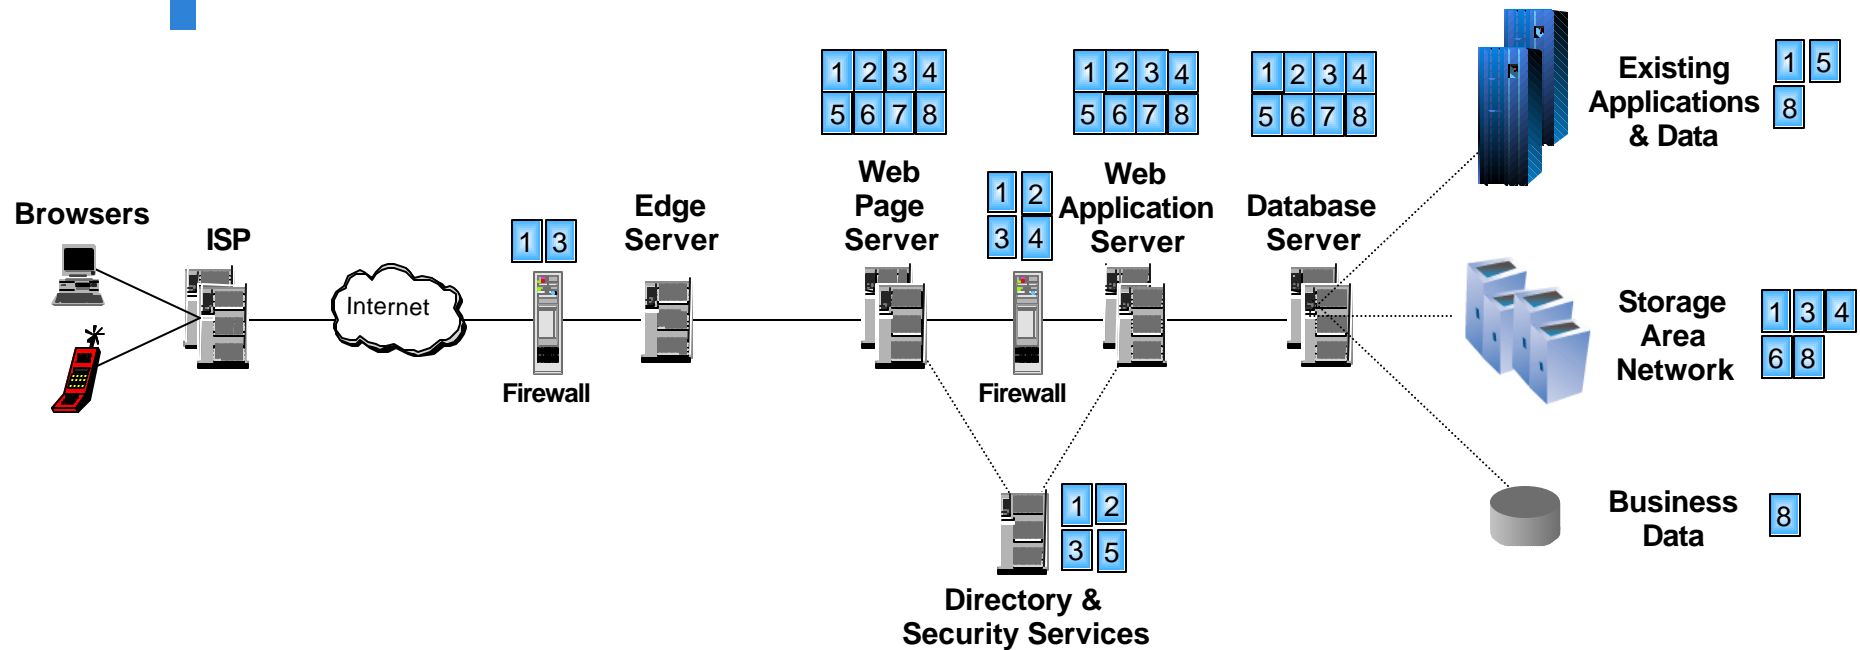 1 2 3 4
5 6 7 8
1 2 3 4
5 6 7 8
1 2 3 4
5 6 7 8
Existing
Applications
& Data
1 5
8
Browsers
ISP
1 3
Edge
Server
Web
Page
Server
1 2
3 4
Web
Application
Server
Database
Server
Internet
Firewall
Firewall
Storage
Area
Network
1 3 4
6 8
1 2
3 5
Directory &
Security Services
Business
Data
8